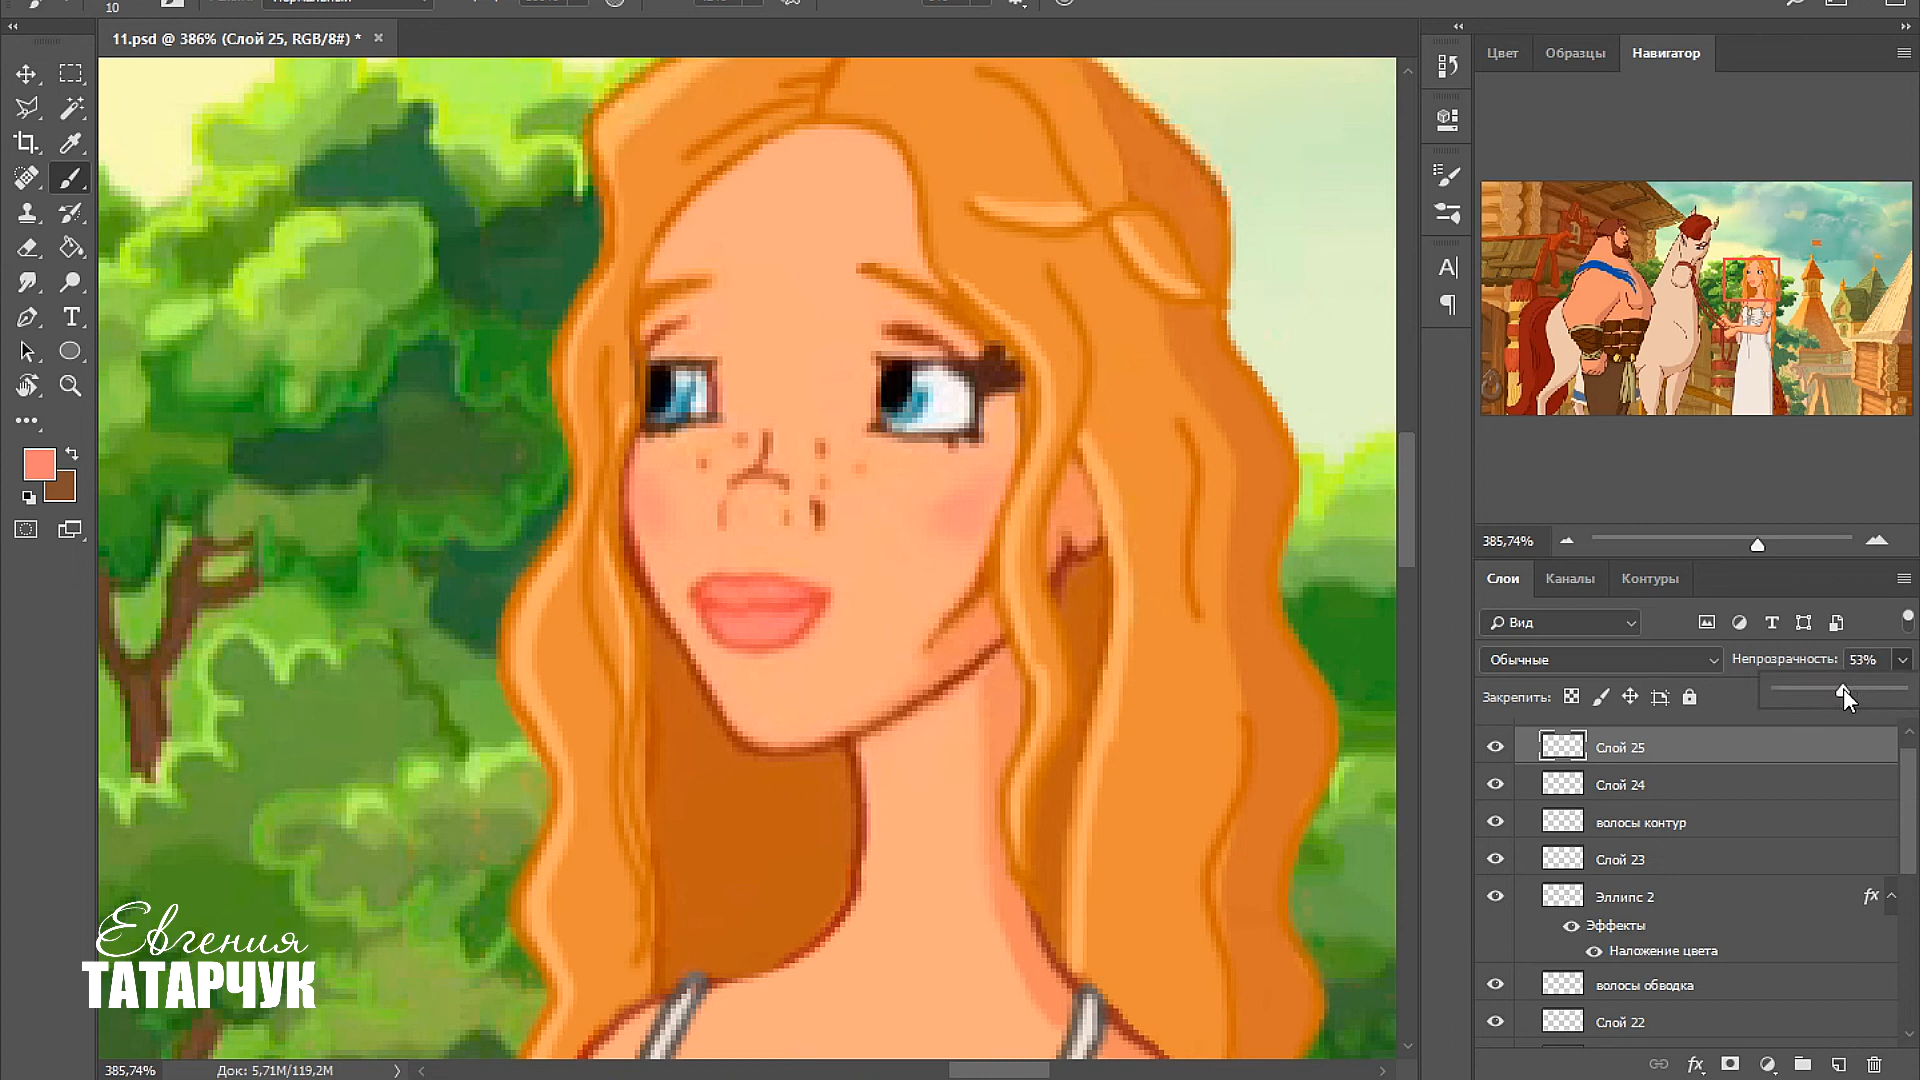 10
11.psd @ 386% (Слой 25, RGB/8#) *
Цвет
Образцы
Навигатор
385,74%
Слои
Каналы
Контуры
Вид
Обычные
Непрозрачность: 53%
Закрепить:
Слой 25
Слой 24
волосы контур
Слой 23
Эллипс 2
fx
Эффекты
Наложение цвета
волосы обводка
Слой 22
Евгения
ТАТАРЧУК
385,74%
Док: 5,71M/119,2M